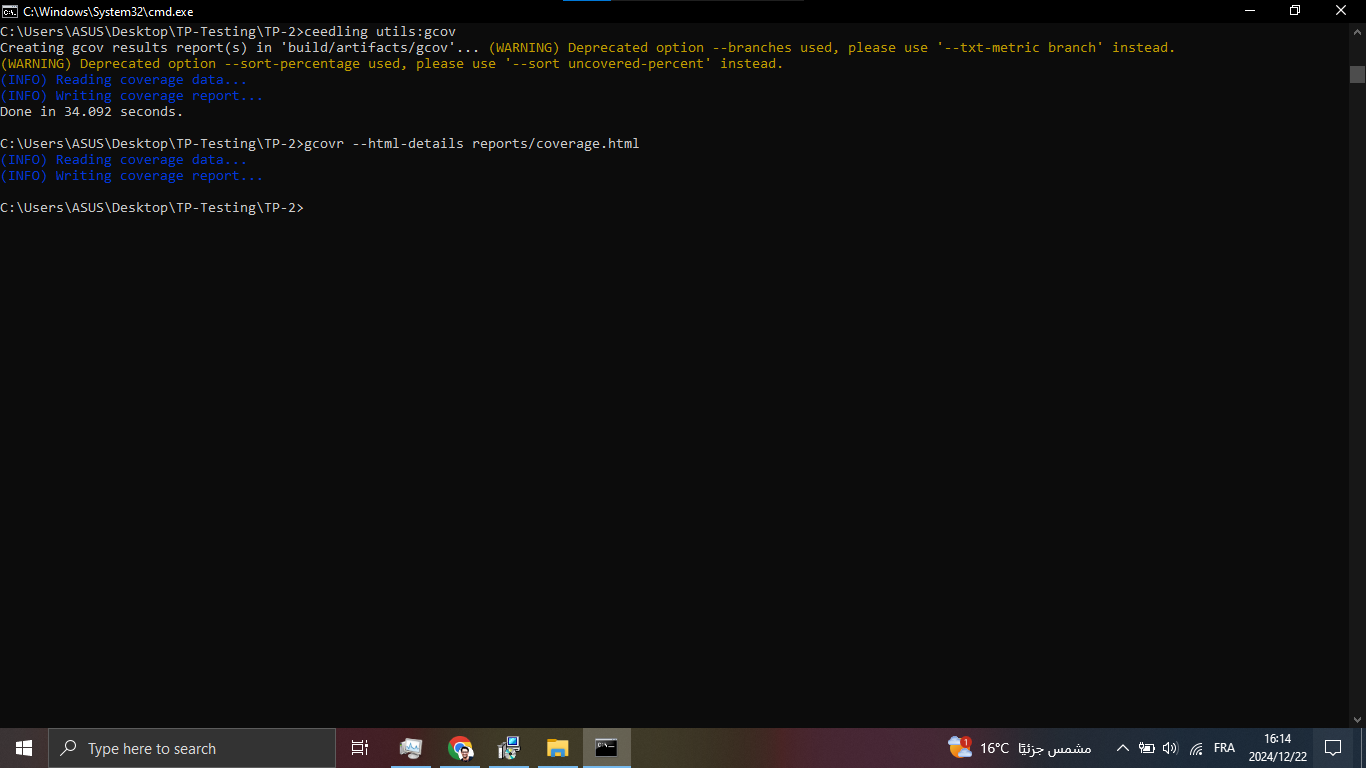 C:\Windows\System32\cmd.exe
C:\Users\ASUS\Desktop\TP-Testing\TP-2>ceedling utils:gcov
Creating gcov results report(s) in 'build/artifacts/gcov'... (WARNING) Deprecated option --branches used, please use '--txt-metric branch' instead.
(WARNING) Deprecated option --sort-percentage used, please use '--sort uncovered-percent' instead.
(INFO) Reading coverage data...
(INFO) Writing coverage report...
Done in 34.092 seconds.
C:\Users\ASUS\Desktop\TP-Testing\TP-2>gcovr --html-details reports/coverage.html
(INFO) Reading coverage data...
(INFO) Writing coverage report...
C:\Users\ASUS\Desktop\TP-Testing\TP-2>
Type here to search
1
16°C مشمس جزئيًا
FRA
16:14
2024/12/22